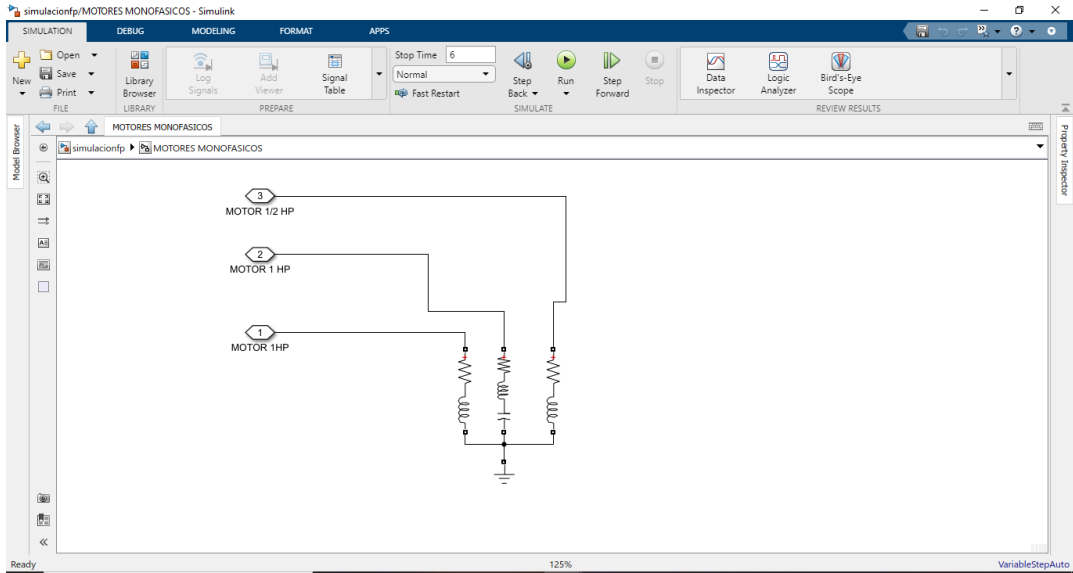 simulacionfp/MOTORES MONOFASICOS - Simulink
SIMULATION DEBUG MODELING FORMAT APPS
New
Open
Save
Print
FILE
Library Browser
LIBRARY
Log Signals
Add Viewer
Signal Table
PREPARE
Stop Time 6
Normal
Fast Restart
Step Back
Run
Step Forward
Stop
SIMULATE
Data Inspector
Logic Analyzer
Bird's-Eye Scope
REVIEW RESULTS
Model Browser
MOTORES MONOFASICOS
simulacionfp MOTORES MONOFASICOS
Property Inspector
3
MOTOR 1/2 HP
2
MOTOR 1 HP
1
MOTOR 1HP
Ready 125% VariableStepAuto